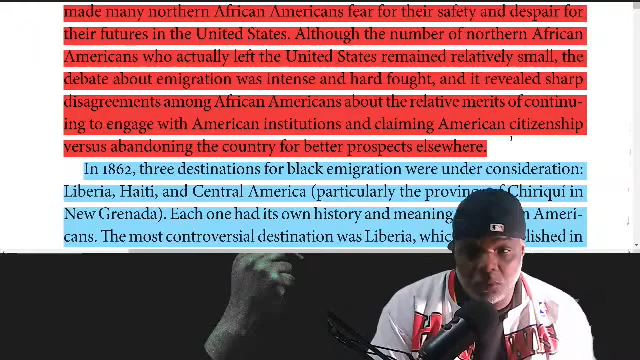 made many northern African Americans fear for their safety and despair for
their futures in the United States. Although the number of northern African
Americans who actually left the United States remained relatively small, the
debate about emigration was intense and hard fought, and it revealed sharp
disagreements among African Americans about the relative merits of continu-
ing to engage with American institutions and claiming American citizenship
versus abandoning the country for better prospects elsewhere.
In 1862, three destinations for black emigration were under consideration:
Liberia, Haiti, and Central America (particularly the province of Chiriquí in
New Grenada). Each one had its own history and meaning Ameri-
cans. The most controversial destination was Liberia, in